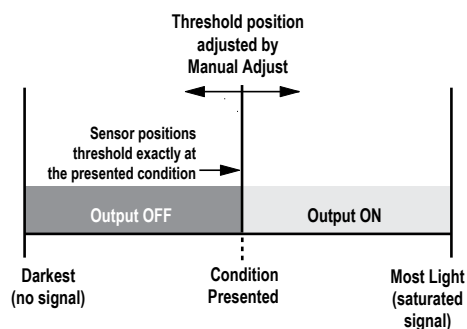 Threshold position
adjusted by
Manual Adjust
Sensor positions
threshold exactly at
the presented condition
Output OFF
Output ON
Darkest
(no signal)
Condition
Presented
Most Light
(saturated
signal)